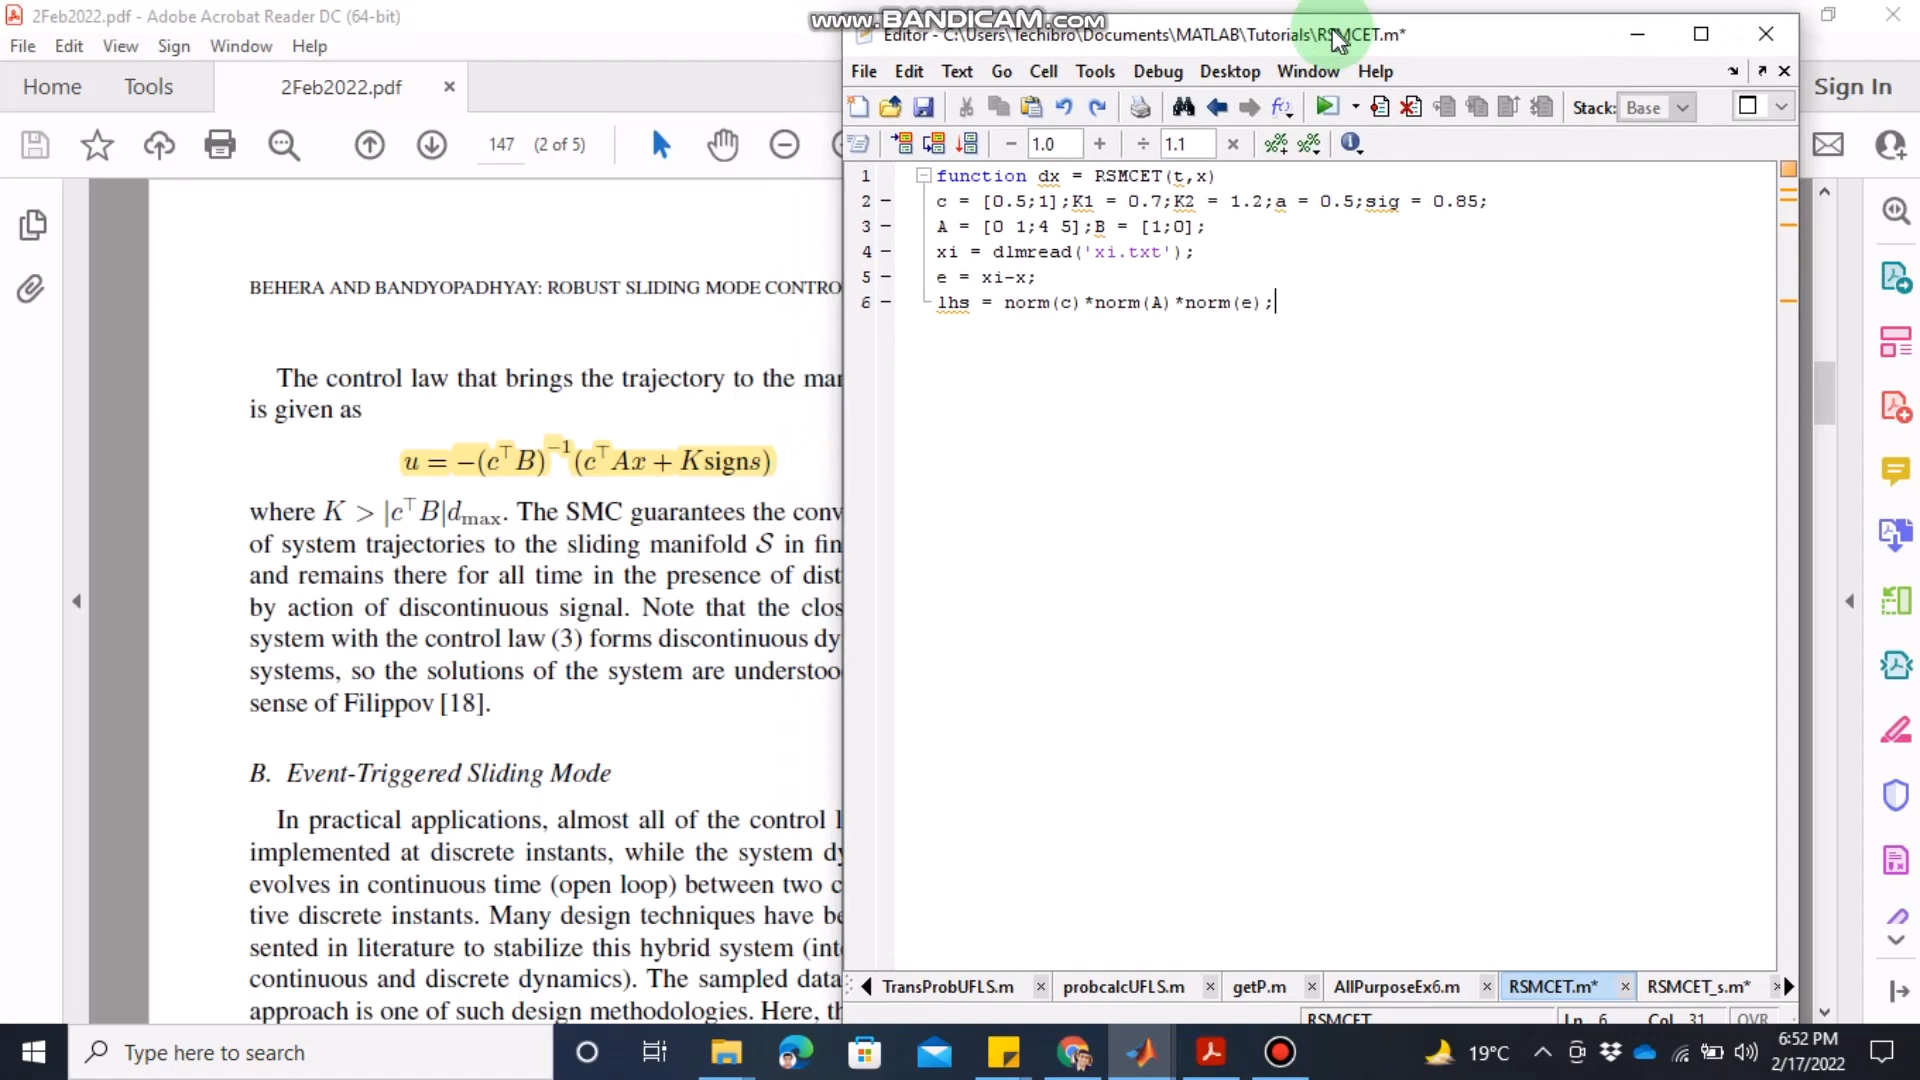 2Feb2022.pdf - Adobe Acrobat Reader DC (64-bit)
File Edit View Sign Window Help
Home Tools 2Feb2022.pdf ×
Sign In
147 (2 of 5)
BEHERA AND BANDYOPADHYAY: ROBUST SLIDING MODE CONTRO
The control law that brings the trajectory to the mar
is given as
u = −(c⊤B)−1(c⊤Ax + Ksigns)
where K > |c⊤B|dmax. The SMC guarantees the conv
of system trajectories to the sliding manifold S in fin
and remains there for all time in the presence of dist
by action of discontinuous signal. Note that the clos
system with the control law (3) forms discontinuous dy
systems, so the solutions of the system are understoo
sense of Filippov [18].
B. Event-Triggered Sliding Mode
In practical applications, almost all of the control l
implemented at discrete instants, while the system dy
evolves in continuous time (open loop) between two c
tive discrete instants. Many design techniques have be
sented in literature to stabilize this hybrid system (inte
continuous and discrete dynamics). The sampled data
approach is one of such design methodologies. Here, th
www.BANDICAM.com
Editor - C:\Users\Techibro\Documents\MATLAB\Tutorials\RSMCET.m*
File Edit Text Go Cell Tools Debug Desktop Window Help
Stack: Base
1.0 1.1
1 function dx = RSMCET(t,x)
2 c = [0.5;1];K1 = 0.7;K2 = 1.2;a = 0.5;sig = 0.85;
3 A = [0 1;4 5];B = [1;0];
4 xi = dlmread('xi.txt');
5 e = xi-x;
6 lhs = norm(c)*norm(A)*norm(e);
TransProbUFLS.m × probcalcUFLS.m × getP.m × AllPurposeEx6.m × RSMCET.m* × RSMCET_s.m* ×
RSMCET Ln 6 Col 31 OVR
Type here to search
19°C
6:52 PM
2/17/2022